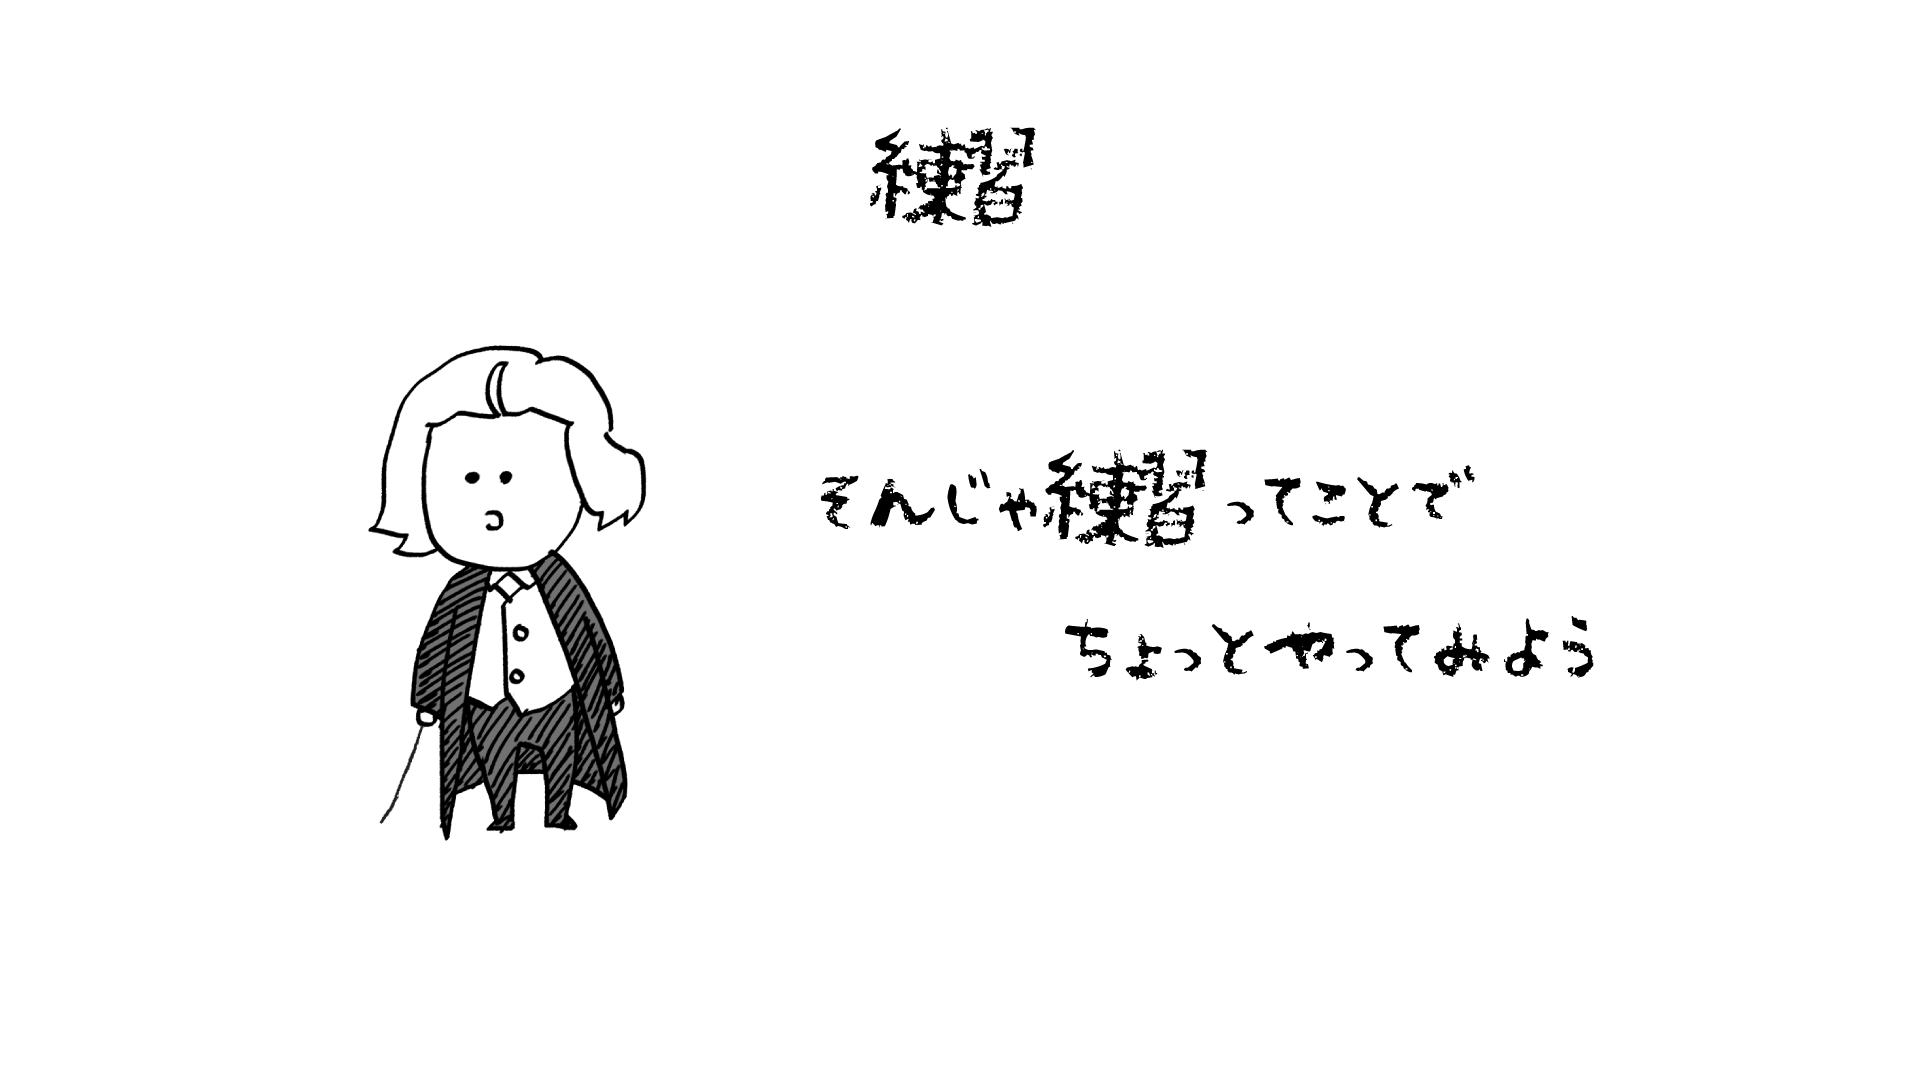 練習
そんじゃ練習ってことで
ちょっとやってみよう